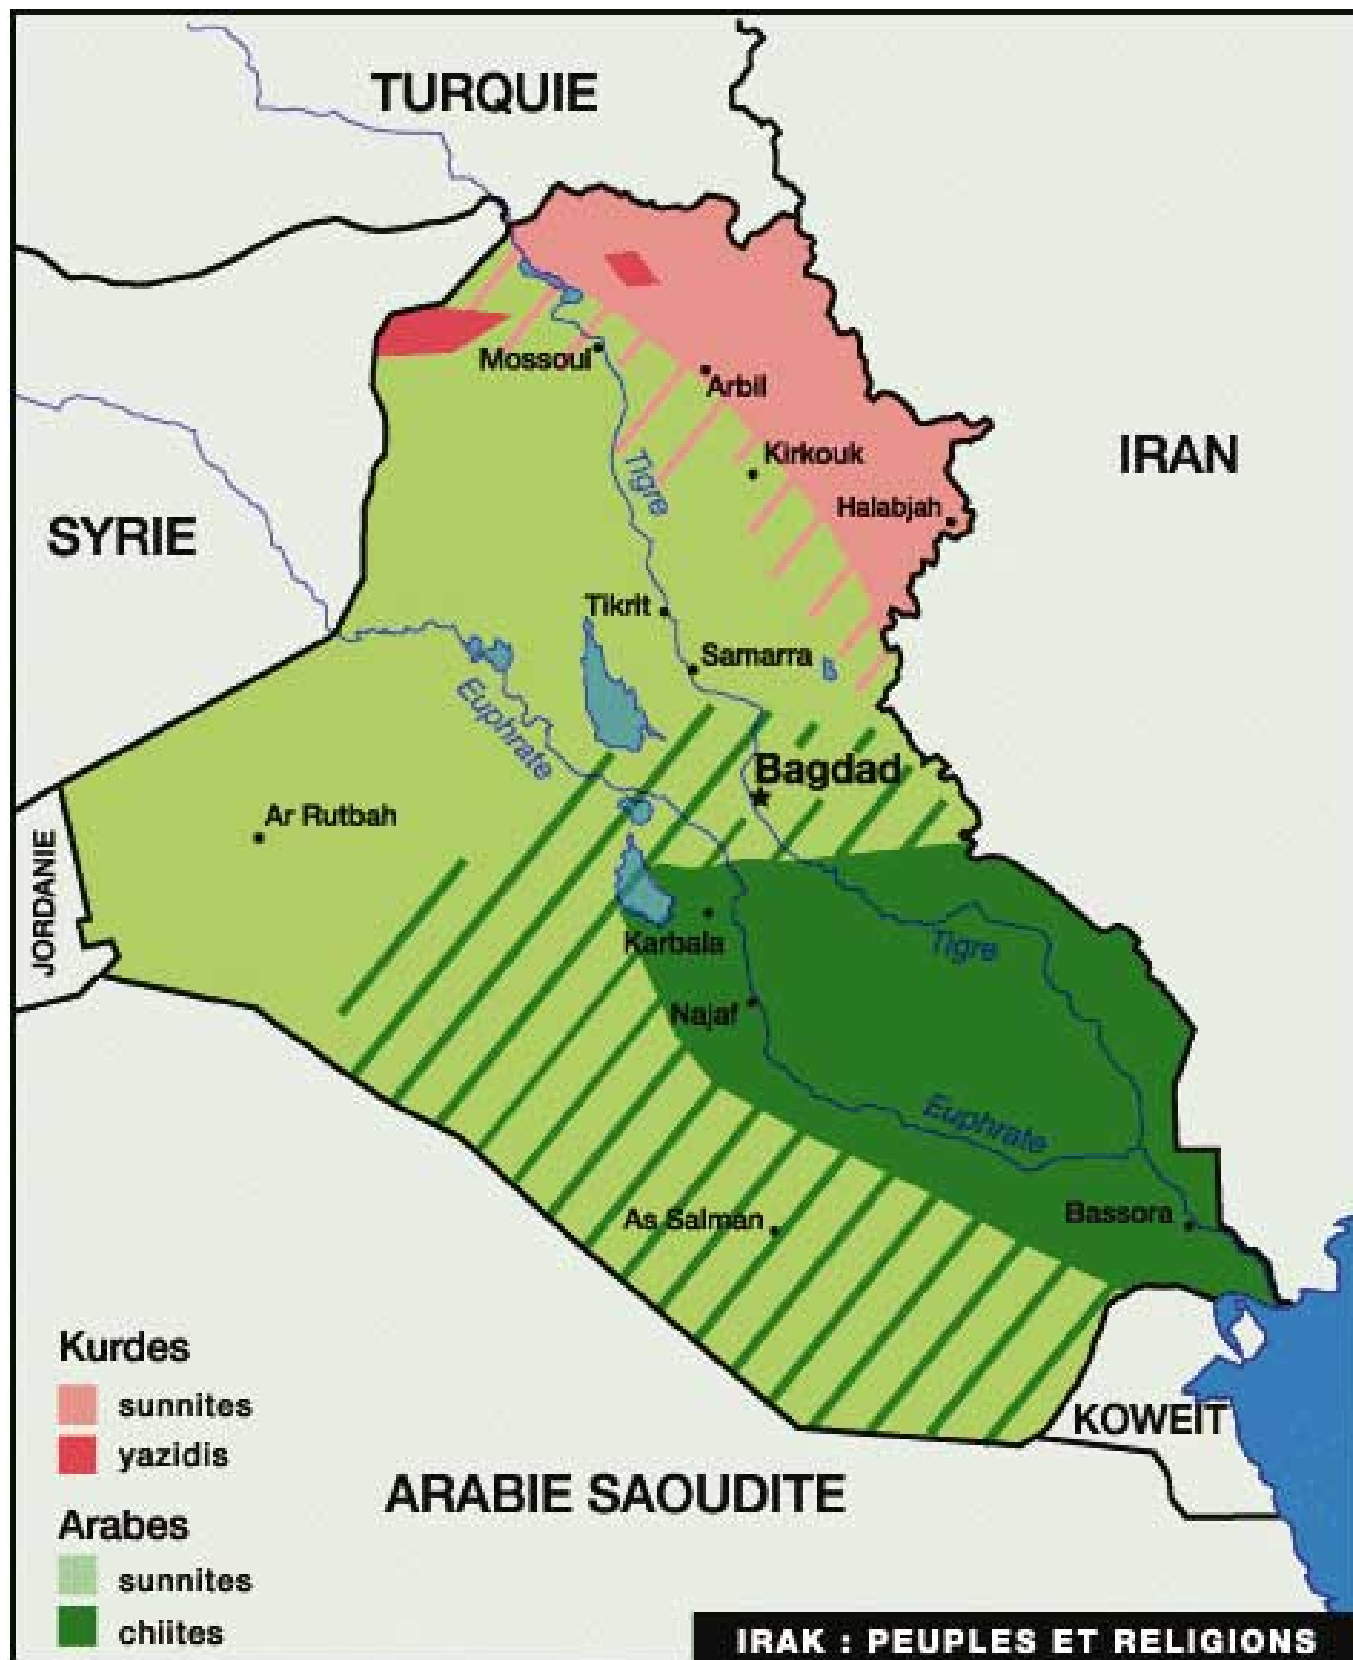 TURQUIE
Mossoul
Arbil
Kirkouk
IRAN
Halabjah
Tigre
SYRIE
Tikrit
Samarra
Euphrate
Bagdad
Ar Rutbah
JORDANIE
Karbala
Tigre
Najaf
Euphrate
As Salman
Bassora
KOWEIT
ARABIE SAOUDITE
Kurdes
sunnites
yazidis
Arabes
sunnites
chiites
IRAK : PEUPLES ET RELIGIONS